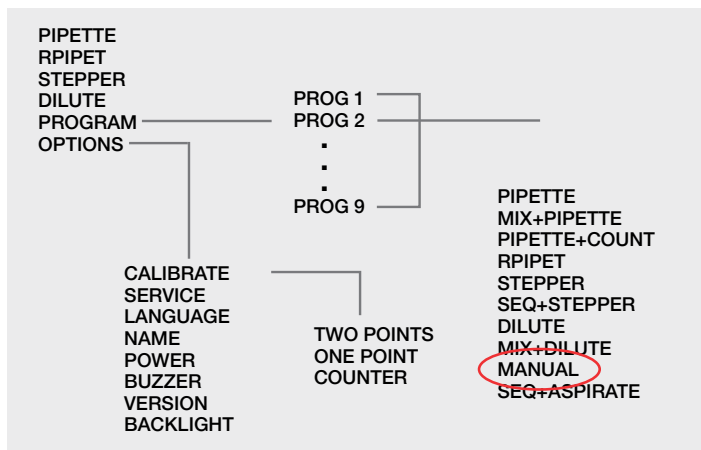 PIPETTE
RPIPET
STEPPER
DILUTE
PROGRAM
OPTIONS
PROG 1
PROG 2
.
.
.
PROG 9
CALIBRATE
SERVICE
LANGUAGE
NAME
POWER
BUZZER
VERSION
BACKLIGHT
TWO POINTS
ONE POINT
COUNTER
PIPETTE
MIX+PIPETTE
PIPETTE+COUNT
RPIPET
STEPPER
SEQ+STEPPER
DILUTE
MIX+DILUTE
MANUAL
SEQ+ASPIRATE